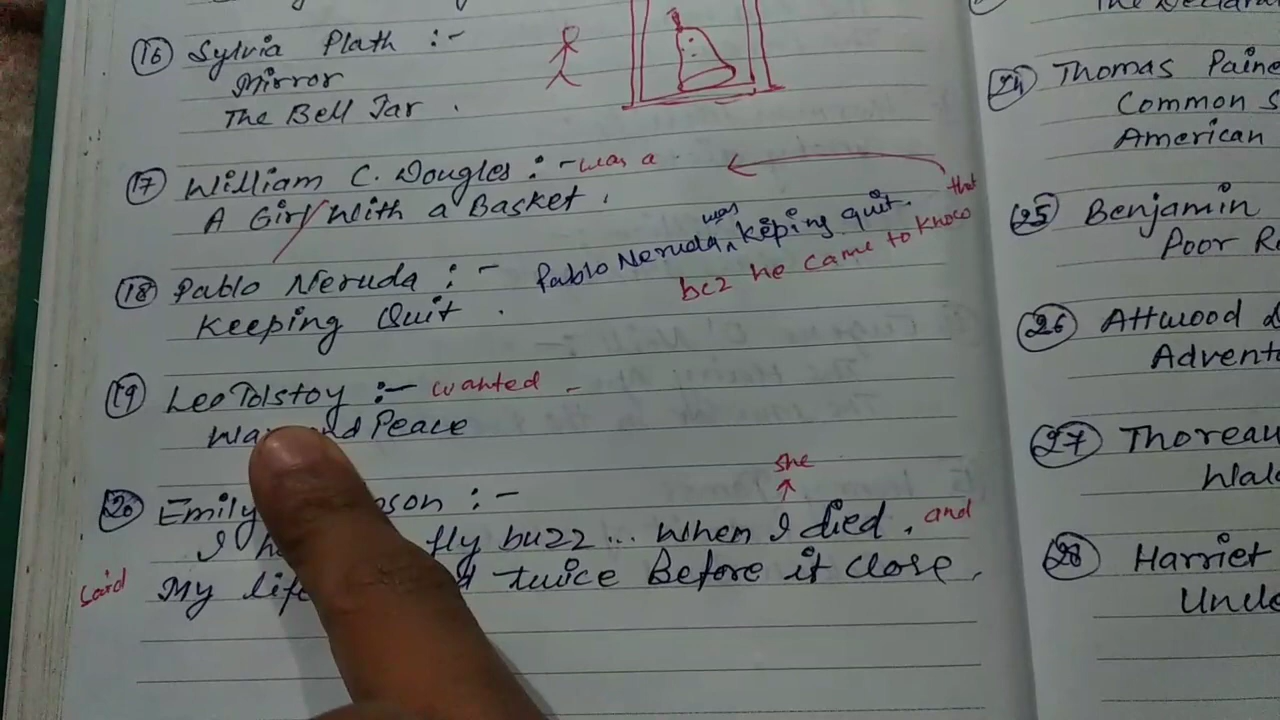 16 Sylvia Plath :-
Mirror
The Bell Jar .
17 William C. Dougles : - was a
A Girl With a Basket .
18 Pablo Neruda : - Pablo Neruda was keping quit.
bcz he came to know that
Keeping Quit .
19 Leo Tolstoy :- wanted -
War and Peace
20 Emily :-
I fly buzz ... When I died . and
she
said My life twice Before it close .
24 Thomas Paine
Common S
American
25 Benjamin
Poor R
26 Attwood
Advent
27 Thoreau
Wal
28 Harriet
Uncle